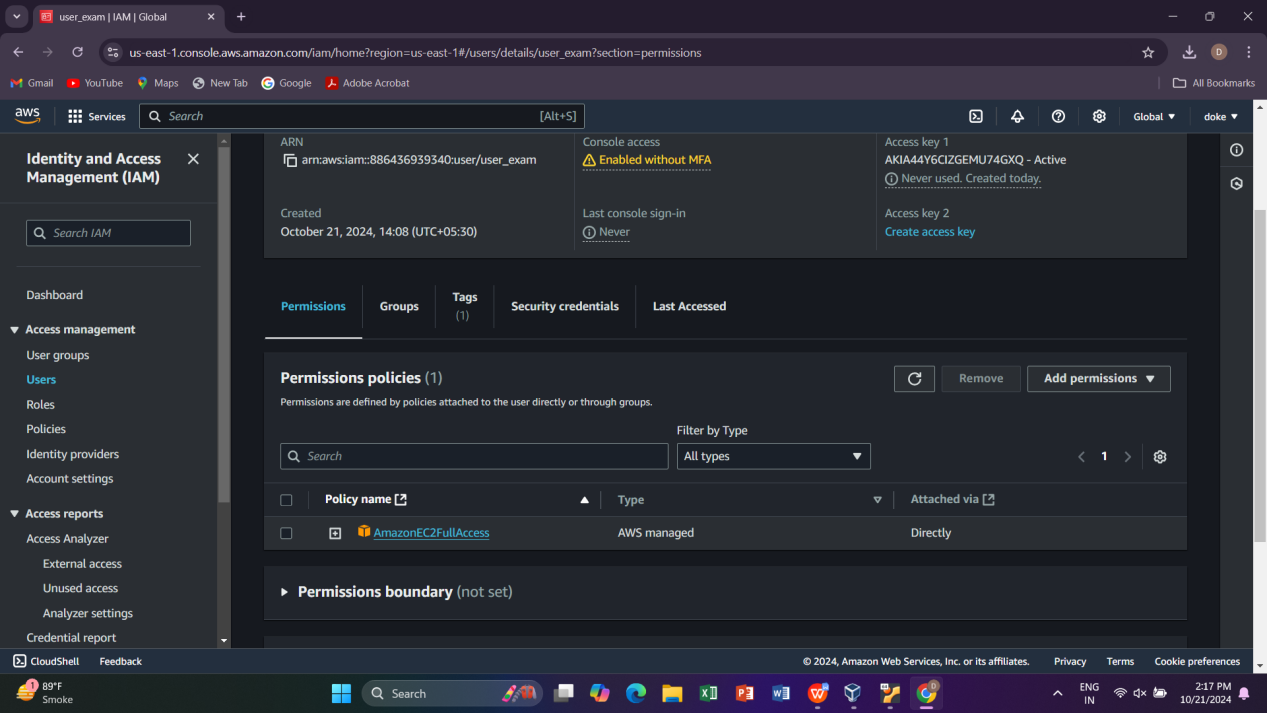 user_exam | IAM | Global
us-east-1.console.aws.amazon.com/iam/home?region=us-east-1#/users/details/user_exam?section=permissions
D
Gmail
YouTube
Maps
New Tab
Google
Adobe Acrobat
All Bookmarks
aws
Services
Search
[Alt+S]
Global
doke
Identity and Access
Management (IAM)
Search IAM
Dashboard
Access management
User groups
Users
Roles
Policies
Identity providers
Account settings
Access reports
Access Analyzer
External access
Unused access
Analyzer settings
Credential report
ARN
arn:aws:iam::886436939340:user/user_exam
Console access
Enabled without MFA
Access key 1
AKIA44Y6CIZGEMU74GXQ - Active
Never used. Created today.
Created
October 21, 2024, 14:08 (UTC+05:30)
Last console sign-in
Never
Access key 2
Create access key
Permissions
Groups
Tags
(1)
Security credentials
Last Accessed
Permissions policies (1)
Permissions are defined by policies attached to the user directly or through groups.
Remove
Add permissions
Filter by Type
Search
All types
1
Policy name
Type
Attached via
AmazonEC2FullAccess
AWS managed
Directly
Permissions boundary (not set)
CloudShell
Feedback
© 2024, Amazon Web Services, Inc. or its affiliates.
Privacy
Terms
Cookie preferences
1
89°F
Smoke
Search
ENG
IN
2:17 PM
10/21/2024